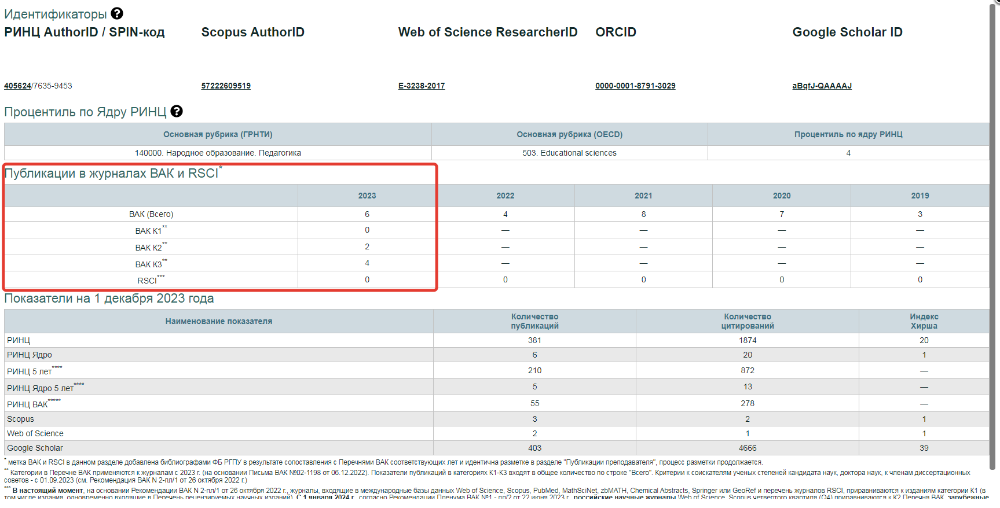 Идентификаторы ?
РИНЦ AuthorID / SPIN-код Scopus AuthorID Web of Science ResearcherID ORCID Google Scholar ID
405624/7635-9453 57222609519 E-3238-2017 0000-0001-8791-3029 aBqfJ-QAAAAJ
Процентиль по Ядру РИНЦ ?
Основная рубрика (ГРНТИ) Основная рубрика (OECD) Процентиль по ядру РИНЦ
140000. Народное образование. Педагогика 503. Educational sciences 4
Публикации в журналах ВАК и RSCI*
2023 2022 2021 2020 2019
ВАК (Всего) 6 4 8 7 3
ВАК К1** 0 — — — —
ВАК К2** 2 — — — —
ВАК К3** 4 — — — —
RSCI*** 0 0 0 0 0
Показатели на 1 декабря 2023 года
Наименование показателя Количество публикаций Количество цитирований Индекс Хирша
РИНЦ 381 1874 20
РИНЦ Ядро 6 20 1
РИНЦ 5 лет**** 210 872 —
РИНЦ Ядро 5 лет**** 5 13 —
РИНЦ ВАК***** 55 278 —
Scopus 3 2 1
Web of Science 2 1 1
Google Scholar 403 4666 39
* метка ВАК и RSCI в данном разделе добавлена библиографами ФБ РГПУ в результате сопоставления с Перечнями ВАК соответствующих лет и идентична разметке в разделе "Публикации преподавателя", процесс разметки продолжается.
** Категории в Перечне ВАК применяются к журналам с 2023 г. (на основании Письма ВАК №02-1198 от 06.12.2022). Показатели публикаций в категориях К1-К3 входят в общее количество по строке "Всего". Критерии к соискателям ученых степеней кандидата наук, доктора наук, к членам диссертационных
советов - с 01.09.2023 (см. Рекомендация ВАК N 2-пл/1 от 26 октября 2022 г.)
*** В настоящий момент, на основании Рекомендации ВАК N 2-пл/1 от 26 октября 2022 г., журналы, входящие в международные базы данных Web of Science, Scopus, PubMed, MathSciNet, zbMATH, Chemical Abstracts, Springer или GeoRef и перечень журналов RSCI, приравниваются к изданиям категории К1 (в
том числе издания, одновременно входящие в Перечень рецензируемых научных изданий). С 1 января 2024 г., согласно Рекомендации Пленума ВАК №1 - пл/2 от 22 июня 2023 г., российские научные журналы Web of Science, Scopus четвертого квартиля (Q4) приравниваются к К2 Перечня ВАК, зарубежные